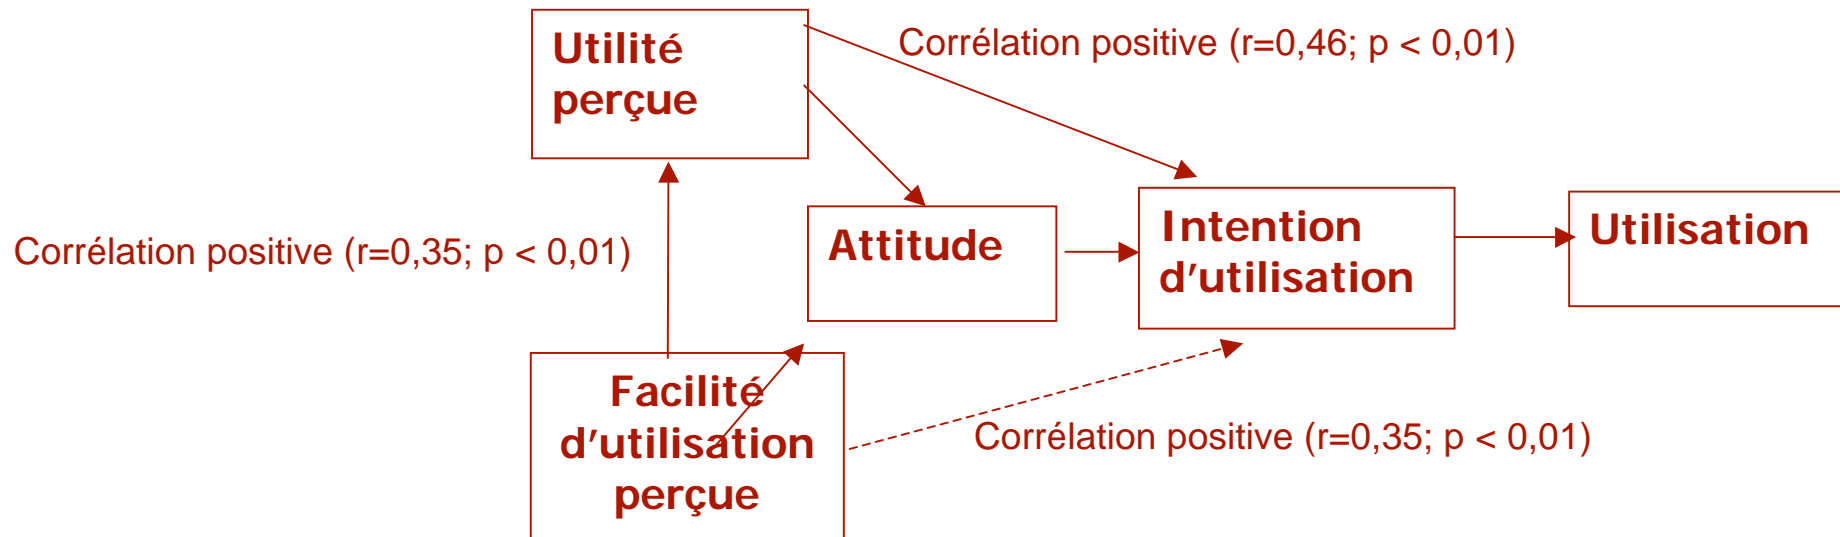 Utilité
perçue
Corrélation positive (r=0,46; p < 0,01)
Corrélation positive (r=0,35; p < 0,01)
Attitude
Intention
d’utilisation
Utilisation
Facilité
d’utilisation
perçue
Corrélation positive (r=0,35; p < 0,01)